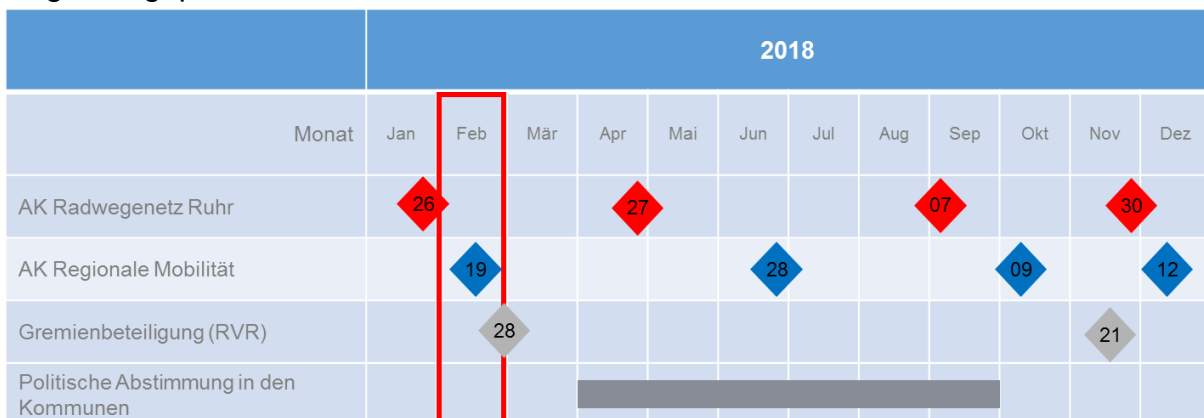 2018
Monat Jan Feb Mär Apr Mai Jun Jul Aug Sep Okt Nov Dez
AK Radwegenetz Ruhr 26 27 07 30
AK Regionale Mobilität 19 28 09 12
Gremienbeteiligung (RVR) 28 21
Politische Abstimmung in den
Kommunen